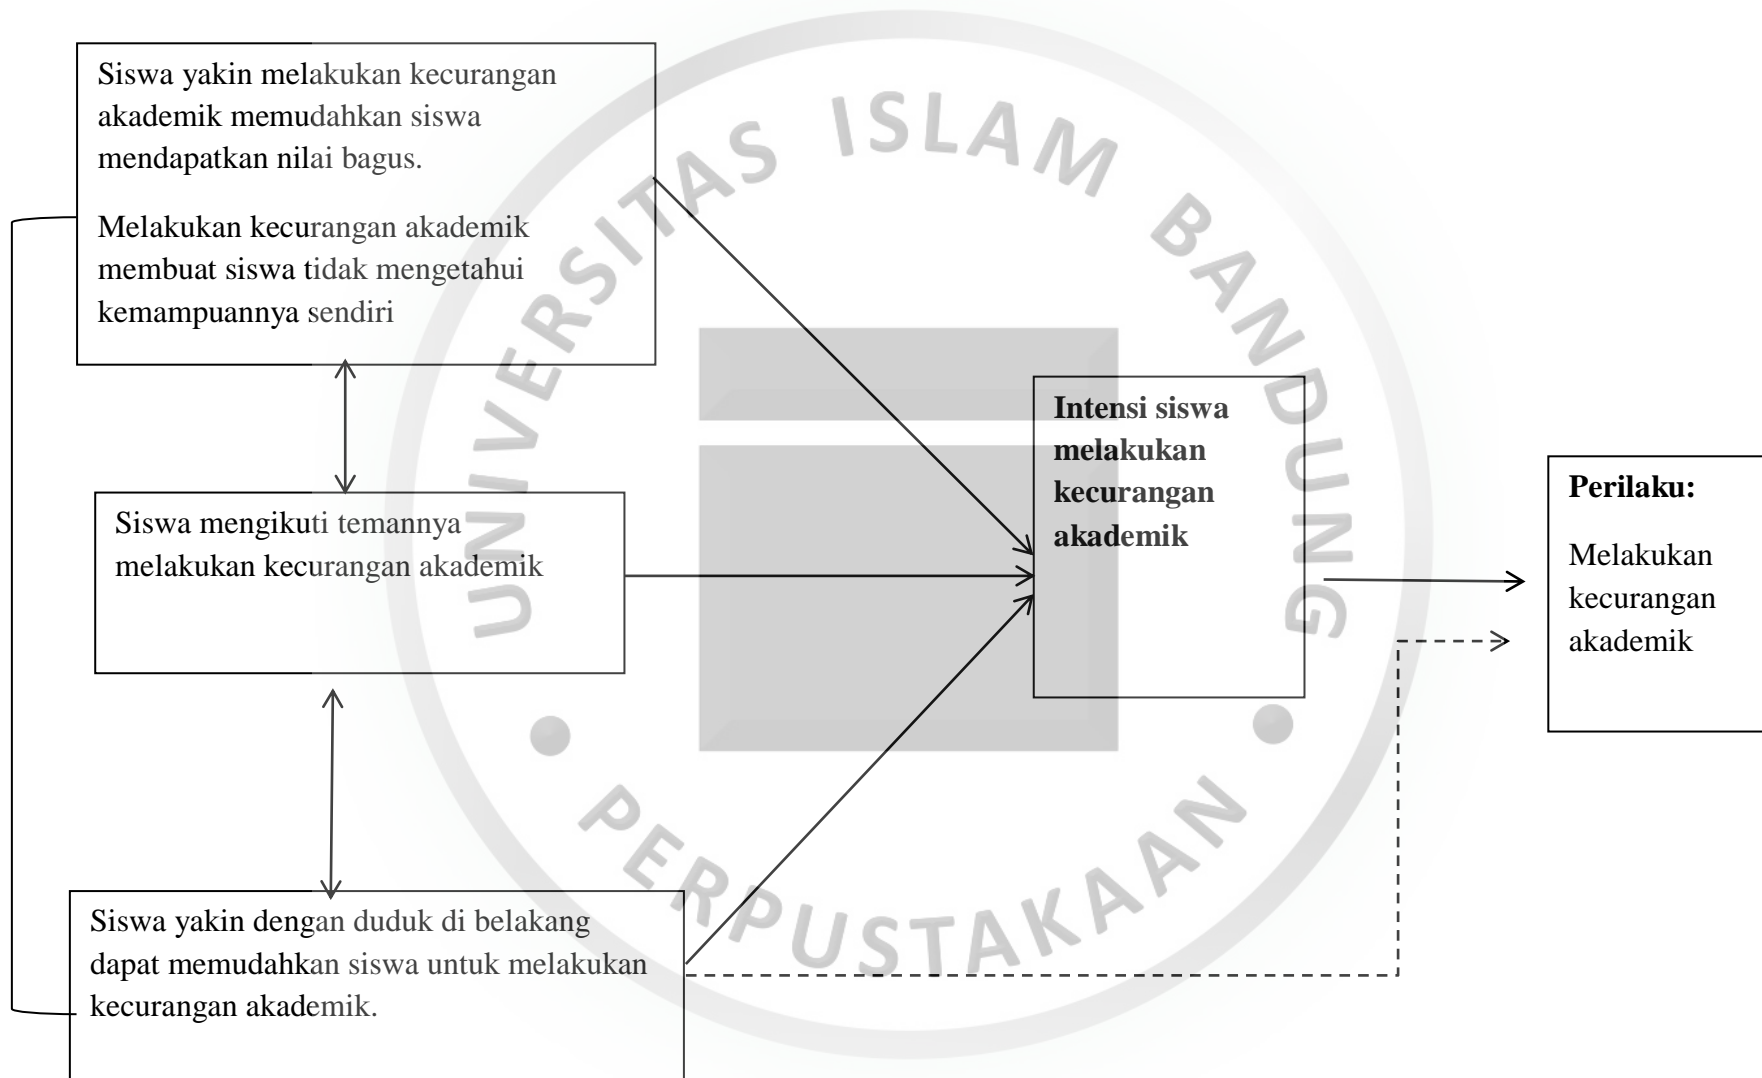 Siswa yakin melakukan kecurangan
akademik memudahkan siswa
mendapatkan nilai bagus.
Melakukan kecurangan akademik
membuat siswa tidak mengetahui
kemampuannya sendiri
Siswa mengikuti temannya
melakukan kecurangan akademik
Siswa yakin dengan duduk di belakang
dapat memudahkan siswa untuk melakukan
kecurangan akademik.
Intensi siswa
melakukan
kecurangan
akademik
Perilaku:
Melakukan
kecurangan
akademik
UNIVERSITAS ISLAM BANDUNG
PERPUSTAKAAN